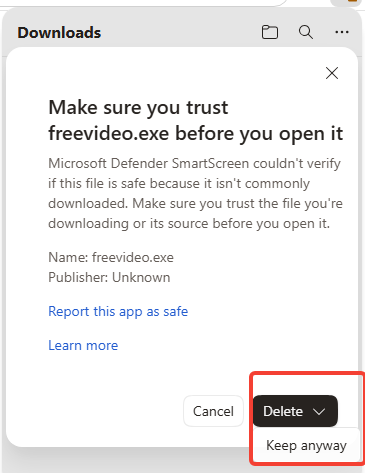 Downloads
Make sure you trust
freevideo.exe before you open it
Microsoft Defender SmartScreen couldn't verify
if this file is safe because it isn't commonly
downloaded. Make sure you trust the file you're
downloading or its source before you open it.
Name: freevideo.exe
Publisher: Unknown
Report this app as safe
Learn more
Cancel
Delete
Keep anyway